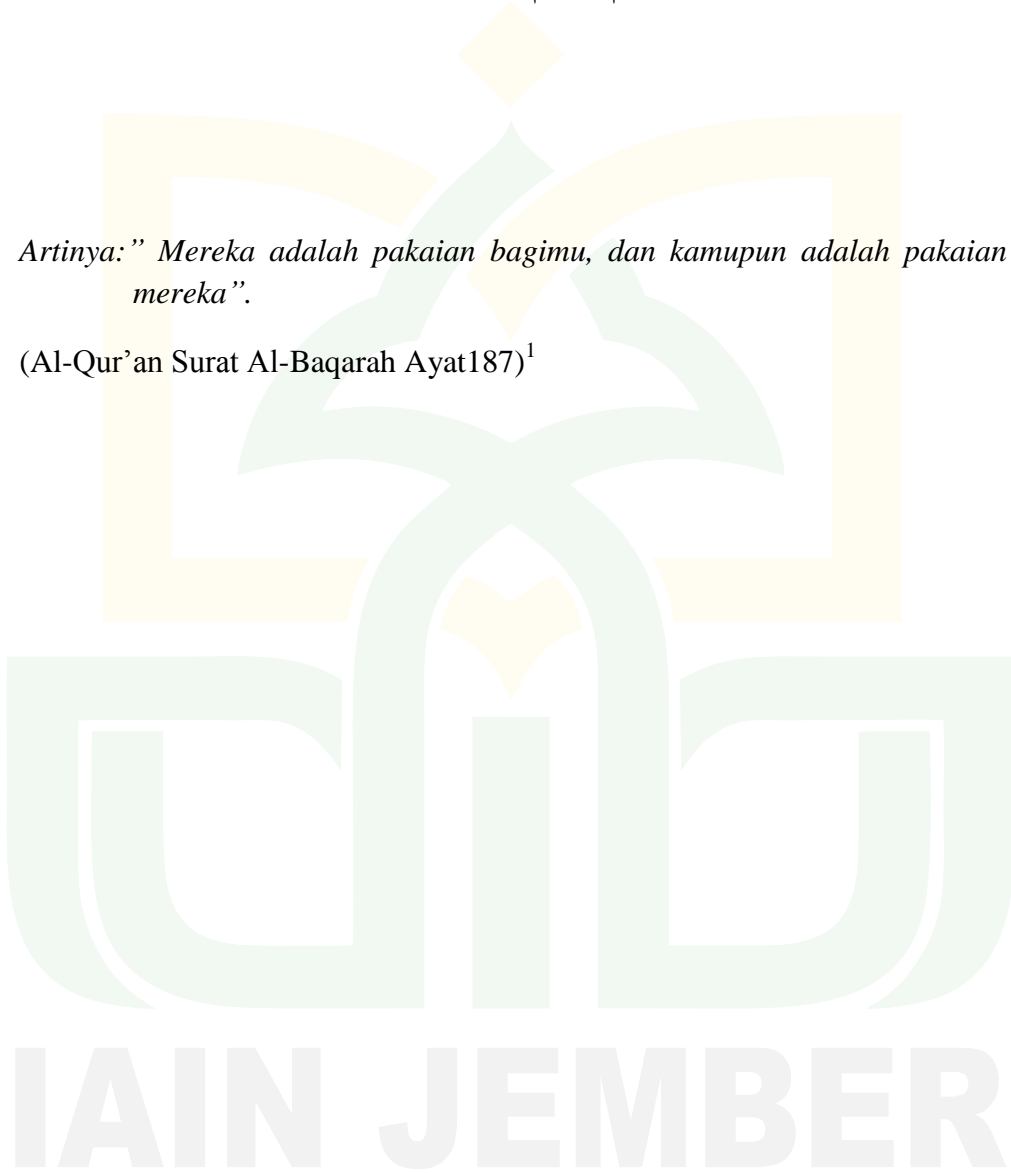 Artinya:” Mereka adalah pakaian bagimu, dan kamupun adalah pakaian
mereka”.
(Al-Qur’an Surat Al-Baqarah Ayat187)1
IAIN JEMBER